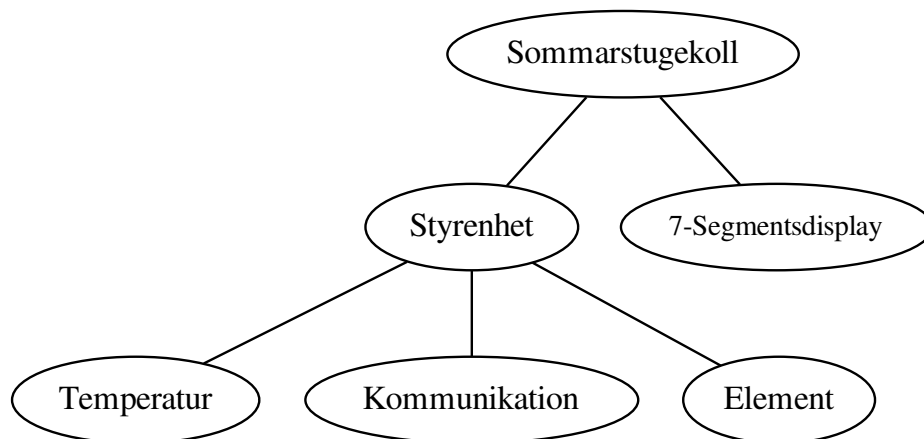 Sommarstugekoll
Styrenhet
7-Segmentsdisplay
Temperatur
Kommunikation
Element